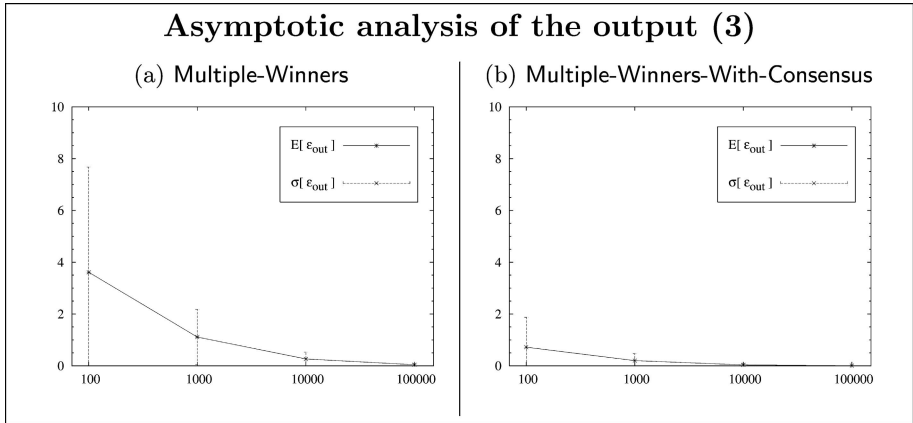 Asymptotic analysis of the output (3)
(a) Multiple-Winners
10
8
6
4
2
0
100 1000 10000 100000
E[ εout ]
σ[ εout ]
(b) Multiple-Winners-With-Consensus
10
8
6
4
2
0
100 1000 10000 100000
E[ εout ]
σ[ εout ]